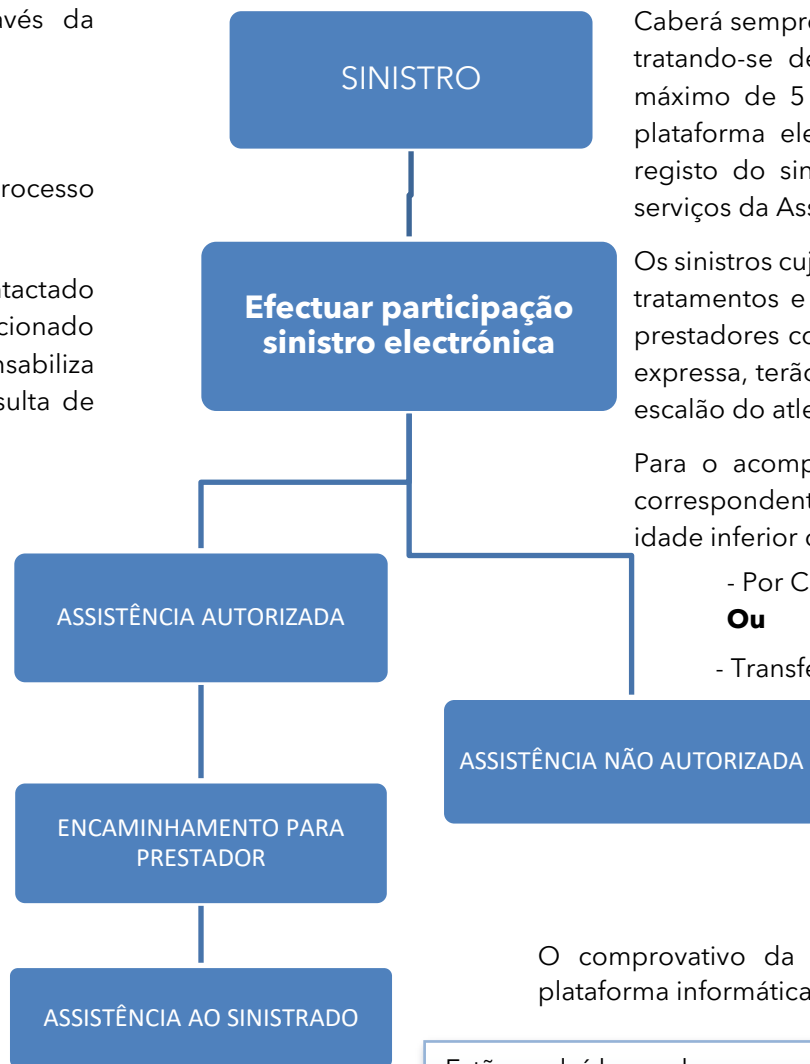 avés da
rocesso
ntactado
cionado
nsabiliza
sulta de
SINISTRO
Efectuar participação
sinistro electrónica
ASSISTÊNCIA AUTORIZADA
ENCAMINHAMENTO PARA
PRESTADOR
ASSISTÊNCIA AO SINISTRADO
ASSISTÊNCIA NÃO AUTORIZADA
Caberá sempr
tratando-se de
máximo de 5
plataforma ele
registo do sin
serviços da Ass
Os sinistros cuj
tratamentos e
prestadores co
expressa, terão
escalão do atle
Para o acomp
correspondent
idade inferior
- Por C
Ou
- Transfe
O comprovativo da
plataforma informática